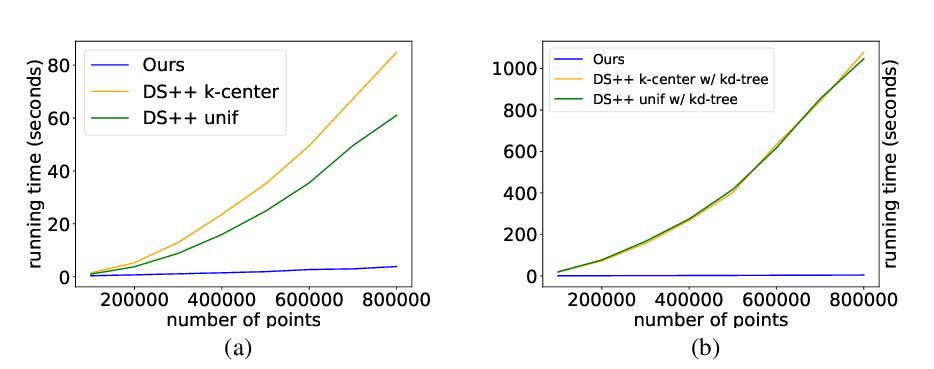 Ours
DS++ k-center
DS++ unif
80
60
40
20
0
200000 400000 600000 800000
number of points
running time (seconds)
(a)
Ours
DS++ k-center w/ kd-tree
DS++ unif w/ kd-tree
1000
800
600
400
200
0
200000 400000 600000 800000
number of points
running time (seconds)
(b)